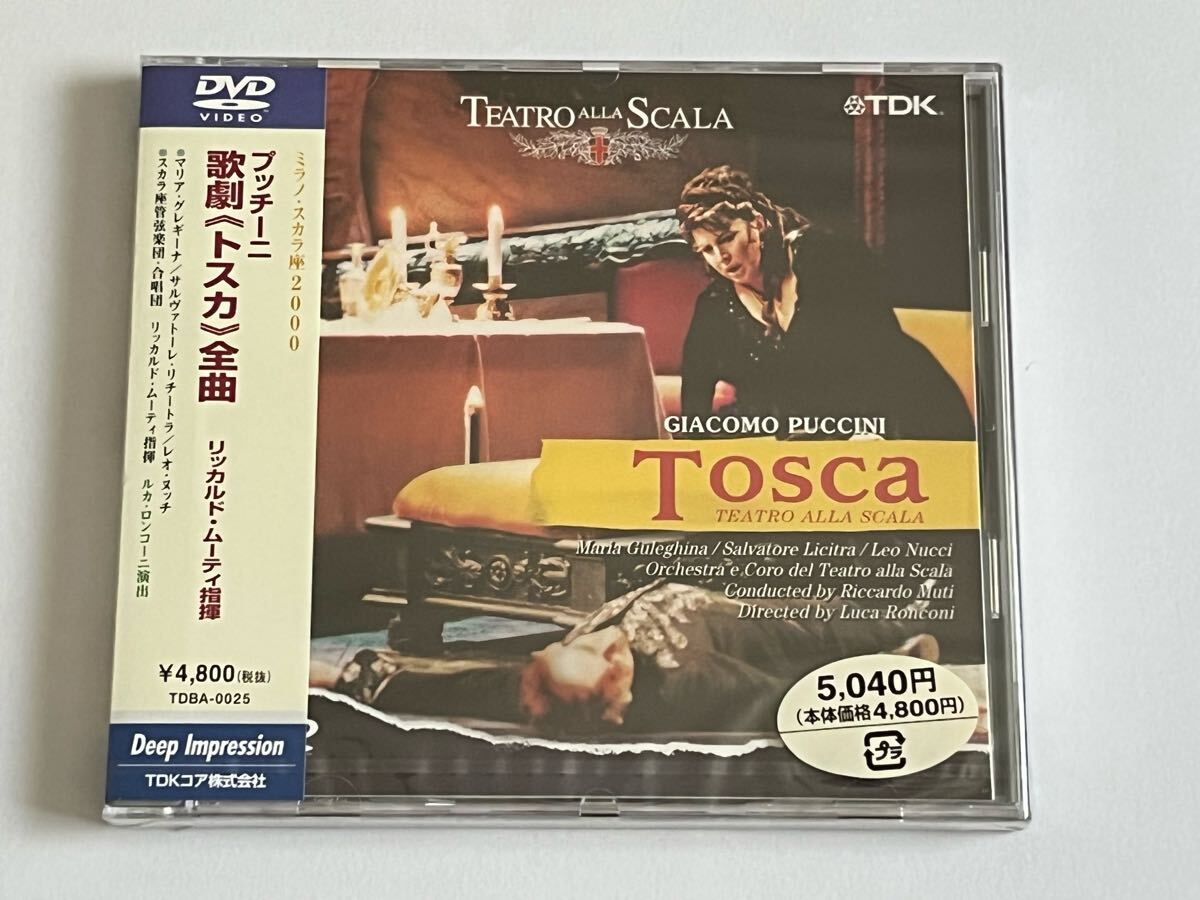 DVD
VIDEO
ミラノ・スカラ座2000
プッチーニ
歌劇《トスカ》全曲 リッカルド・ムーティ指揮
●マリア・グレギーナ/サルヴァトーレ・リチートラ/レオ・ヌッチ
●スカラ座管弦楽団・合唱団 リッカルド・ムーティ指揮 ルカ・ロンコーニ演出
¥4,800(税抜)
TDBA-0025
Deep Impression
TDKコア株式会社
TEATRO ALLA SCALA
TDK
GIACOMO PUCCINI
TOSCA
TEATRO ALLA SCALA
Maria Guleghina / Salvatore Licitra / Leo Nucci
Orchestra e Coro del Teatro alla Scala
Conducted by Riccardo Muti
Directed by Luca Ronconi
5,040円
(本体価格4,800円)
プラ